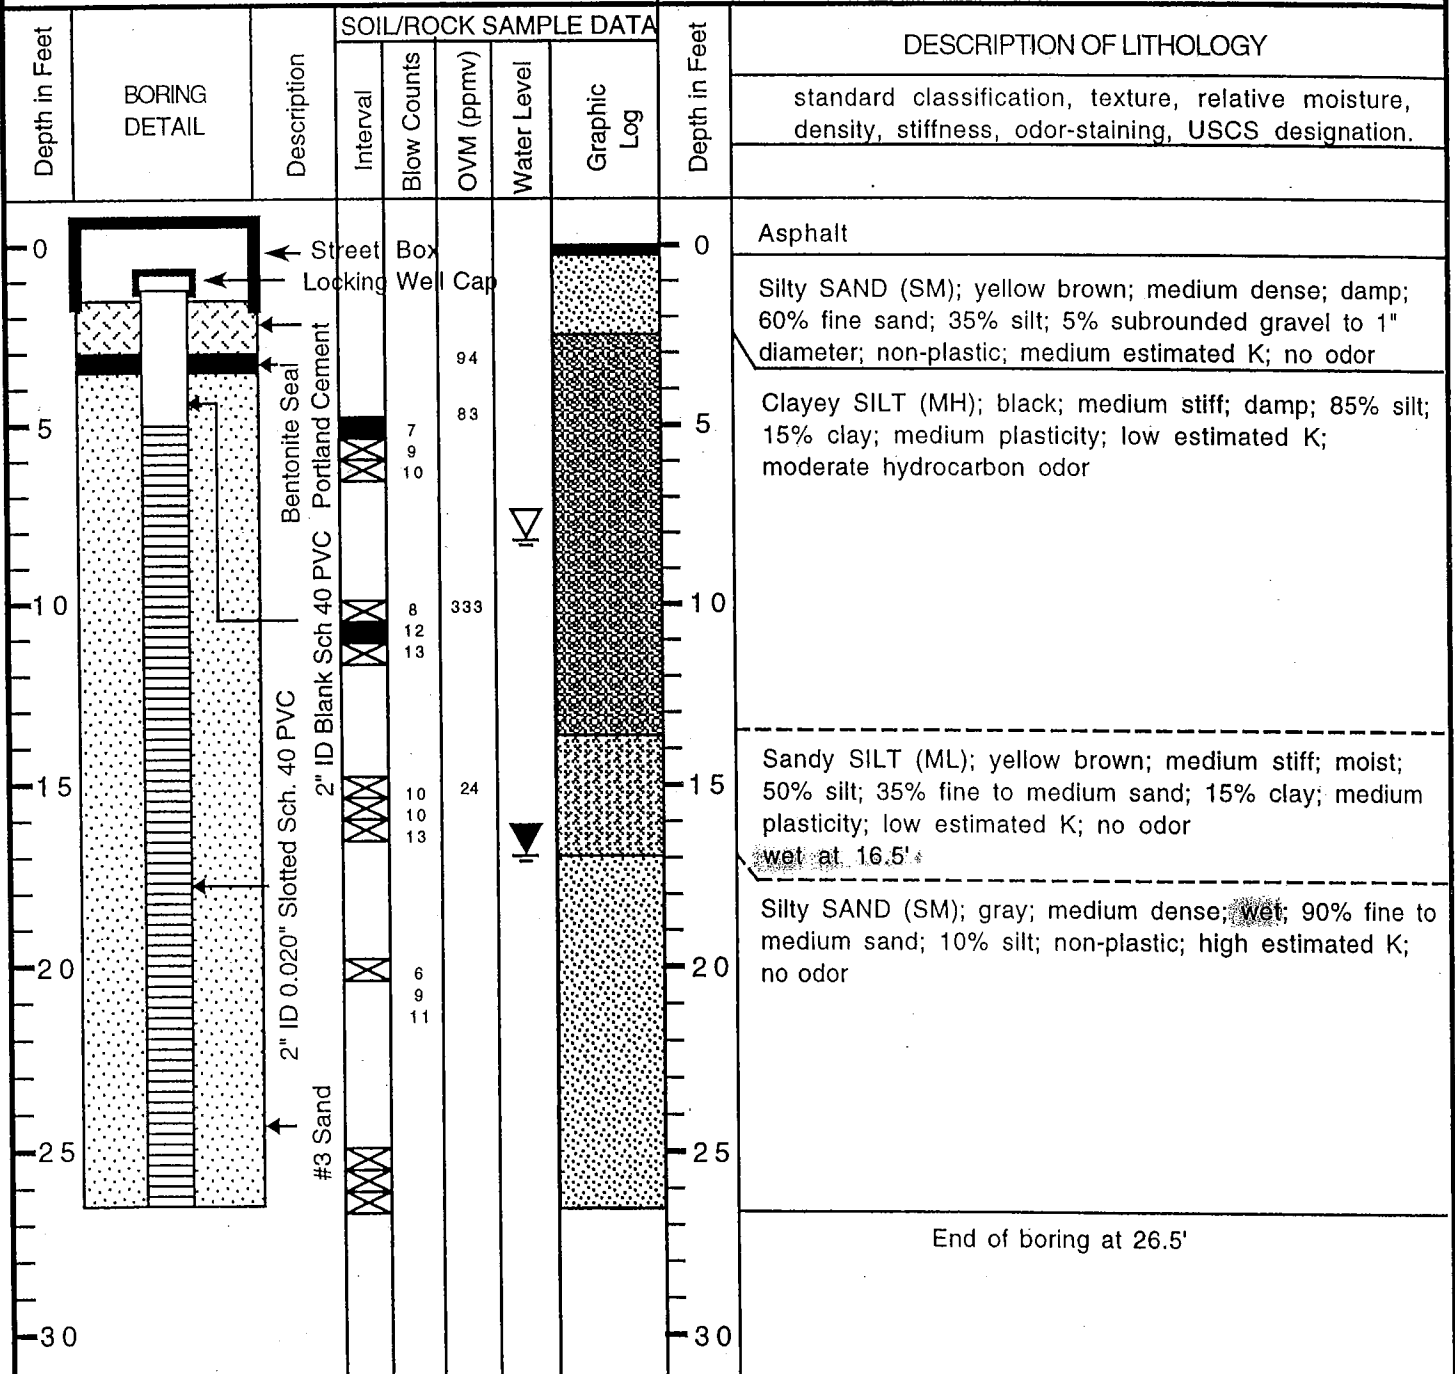 SOIL/ROCK SAMPLE DATA
Depth in Feet
BORING
DETAIL
Description
Interval
Blow Counts
OVM (ppmv)
Water Level
Graphic
Log
Depth in Feet
DESCRIPTION OF LITHOLOGY
standard classification, texture, relative moisture,
density, stiffness, odor-staining, USCS designation.
0
5
10
15
20
25
30
Street Box
Locking Well Cap
Portland Cement
Bentonite Seal
2" ID Blank Sch 40 PVC
2" ID 0.020" Slotted Sch. 40 PVC
#3 Sand
7
9
10
8
12
13
10
10
13
6
9
11
94
83
333
24
0
5
10
15
20
25
30
Asphalt
Silty SAND (SM); yellow brown; medium dense; damp;
60% fine sand; 35% silt; 5% subrounded gravel to 1"
diameter; non-plastic; medium estimated K; no odor
Clayey SILT (MH); black; medium stiff; damp; 85% silt;
15% clay; medium plasticity; low estimated K;
moderate hydrocarbon odor
Sandy SILT (ML); yellow brown; medium stiff; moist;
50% silt; 35% fine to medium sand; 15% clay; medium
plasticity; low estimated K; no odor
wet at 16.5'
Silty SAND (SM); gray; medium dense; wet; 90% fine to
medium sand; 10% silt; non-plastic; high estimated K;
no odor
End of boring at 26.5'